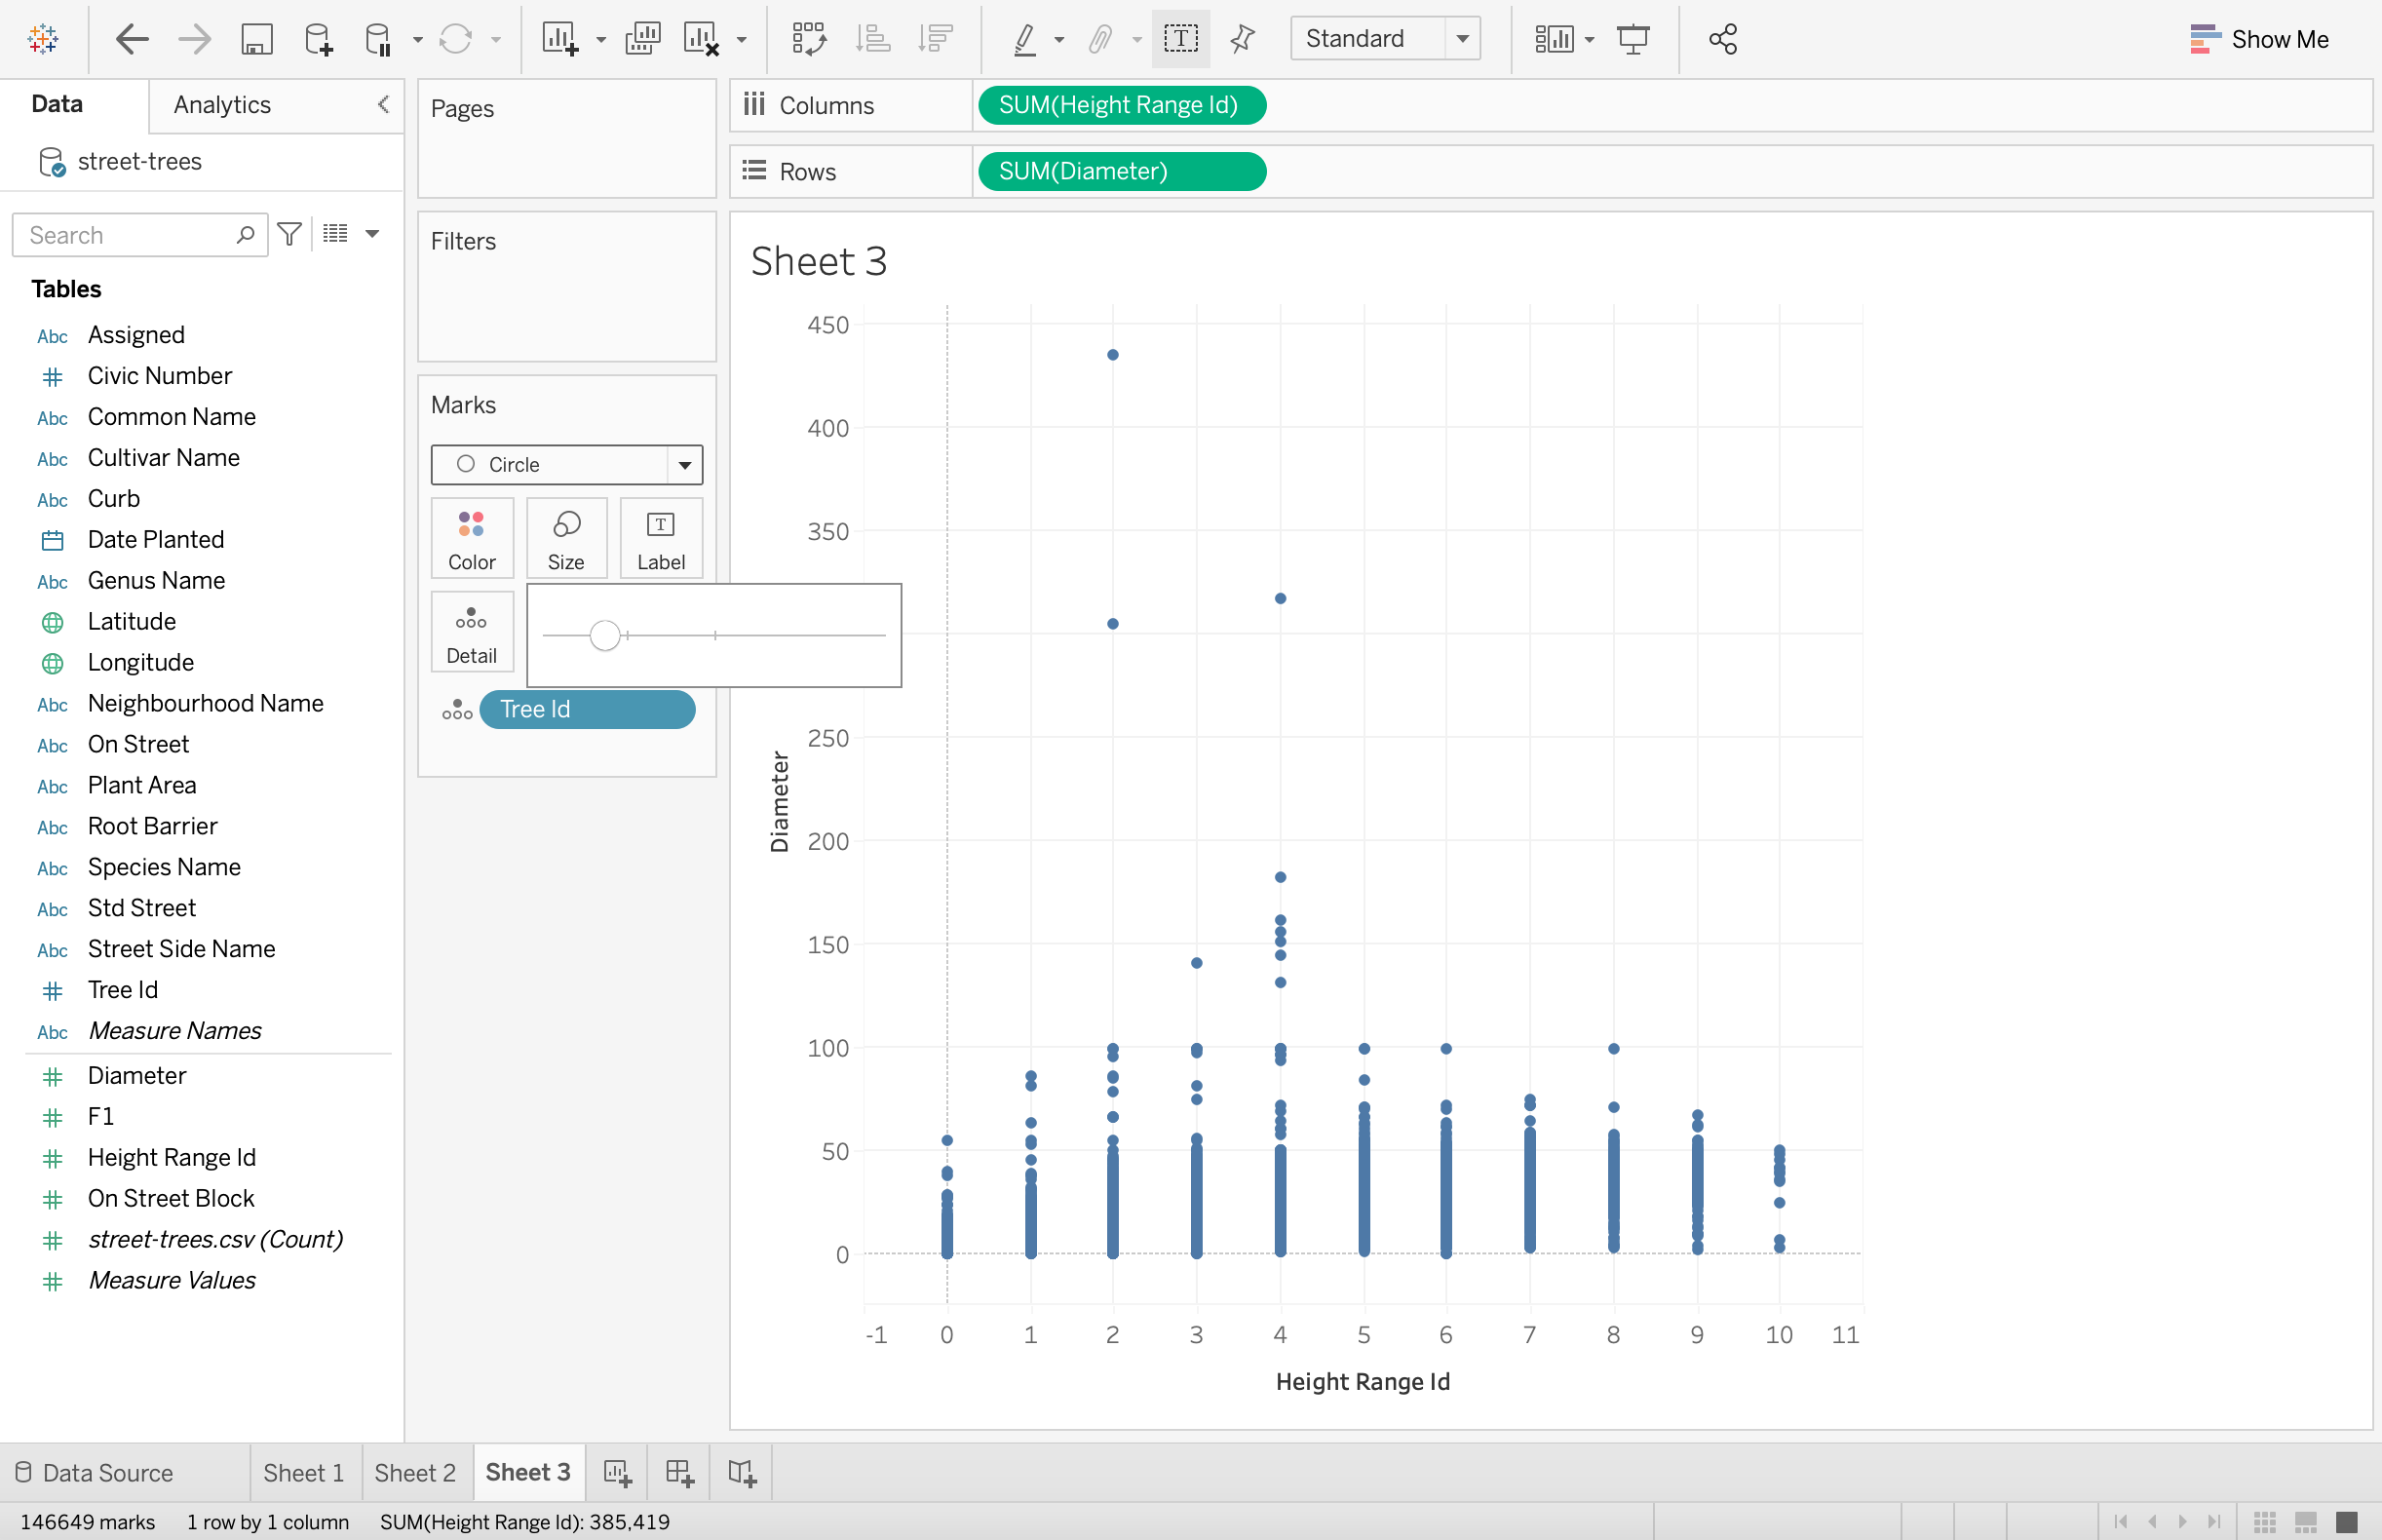 Standard
Show Me
Data
Analytics
street-trees
Search
Tables
Abc Assigned
Civic Number
Abc Common Name
Abc Cultivar Name
Abc Curb
Date Planted
Abc Genus Name
Latitude
Longitude
Abc Neighbourhood Name
Abc On Street
Abc Plant Area
Abc Root Barrier
Abc Species Name
Abc Std Street
Abc Street Side Name
Tree Id
Abc Measure Names
Diameter
F1
Height Range Id
On Street Block
street-trees.csv (Count)
Measure Values
Pages
Filters
Marks
Circle
Color Size Label
Detail
Tree Id
Columns SUM(Height Range Id)
Rows SUM(Diameter)
Sheet 3
450
400
350
250
200
150
100
50
0
Diameter
-1 0 1 2 3 4 5 6 7 8 9 10 11
Height Range Id
Data Source Sheet 1 Sheet 2 Sheet 3
146649 marks 1 row by 1 column SUM(Height Range Id): 385,419